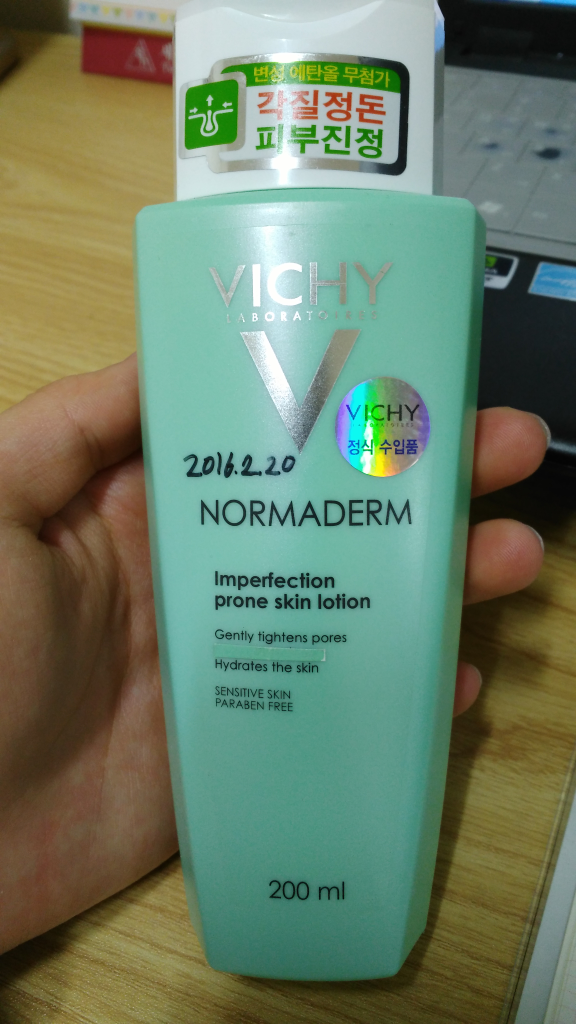 변성 에탄올 무첨가
각질정돈
피부진정
VICHY
LABORATOIRES
V
VICHY
LABORATOIRES
정식 수입품
2016.2.20
NORMADERM
Imperfection
prone skin lotion
Gently tightens pores
Hydrates the skin
SENSITIVE SKIN
PARABEN FREE
200 ml